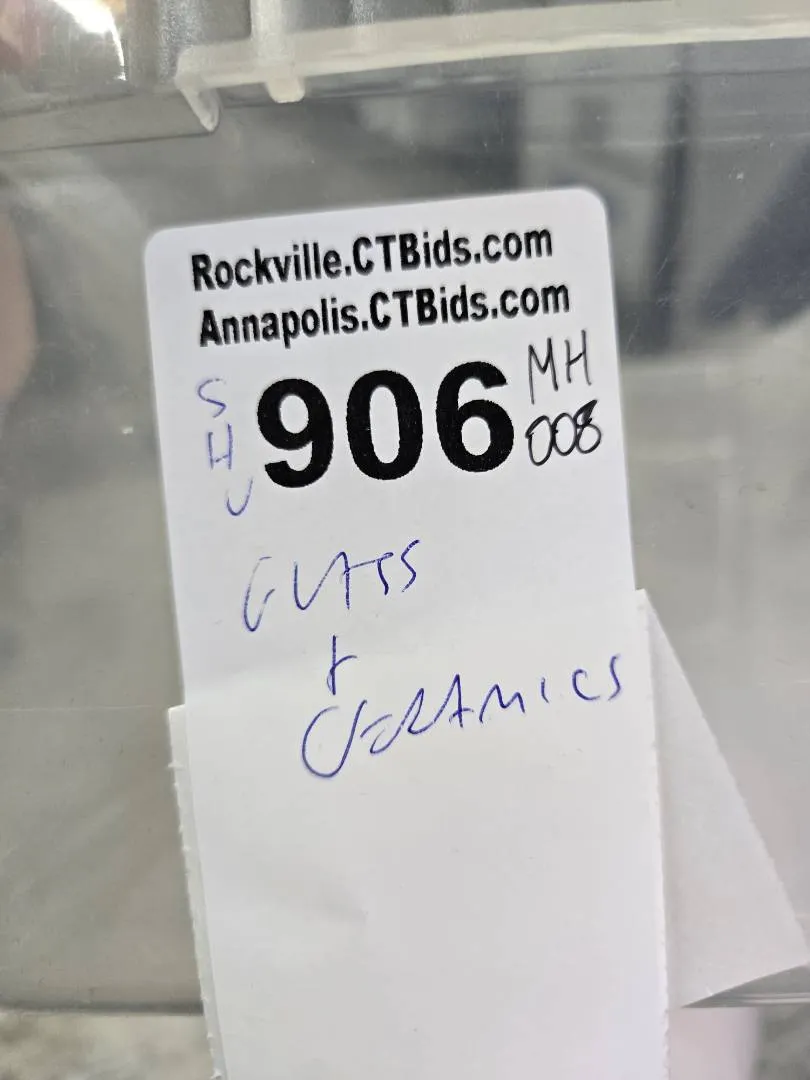 Rockville.CTBids.com
Annapolis.CTBids.com
SHU
906
MH
008
GLASS
+
CERAMICS